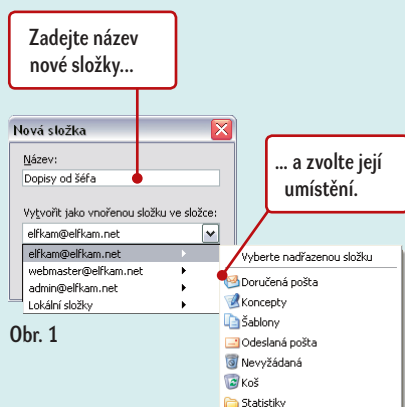 Zadejte název
nové složky...
Nová složka
Název:
Dopisy od šéfa
... a zvolte její
umístění.
Vytvořit jako vnořenou složku ve složce:
elfkam@elfkam.net
elfkam@elfkam.net
webmaster@elfkam.net
admin@elfkam.net
Lokální složky
Vyberte nadřazenou složku
Doručená pošta
Koncepty
Šablony
Odeslaná pošta
Nevyžádaná
Koš
Statistiky
Obr. 1